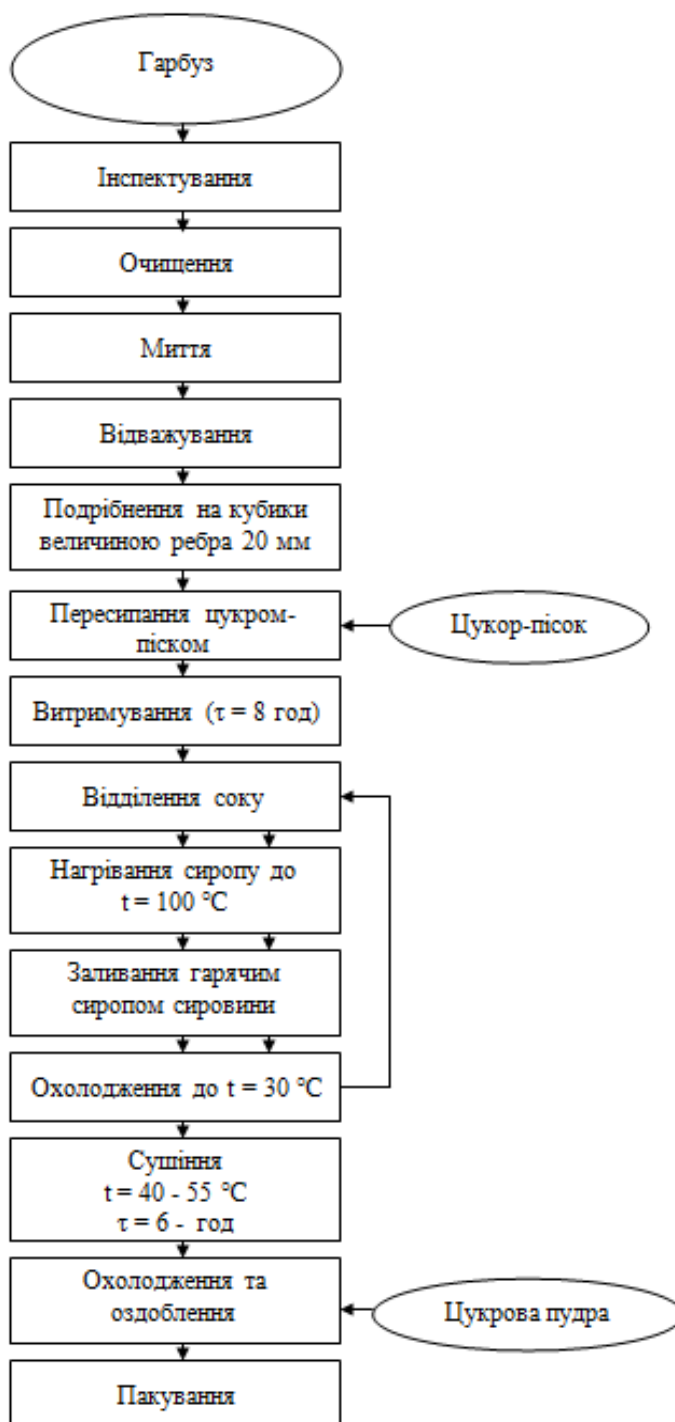 Гарбуз
Інспектування
Очищення
Миття
Відважування
Подрібнення на кубики
величиною ребра 20 мм
Пересипання цукром-
піском
Цукор-пісок
Витримування (τ = 8 год)
Відділення соку
Нагрівання сиропу до
t = 100 °C
Заливання гарячим
сиропом сировини
Охолодження до t = 30 °C
Сушіння
t = 40 - 55 °C
τ = 6 - год
Охолодження та
оздоблення
Цукрова пудра
Пакування